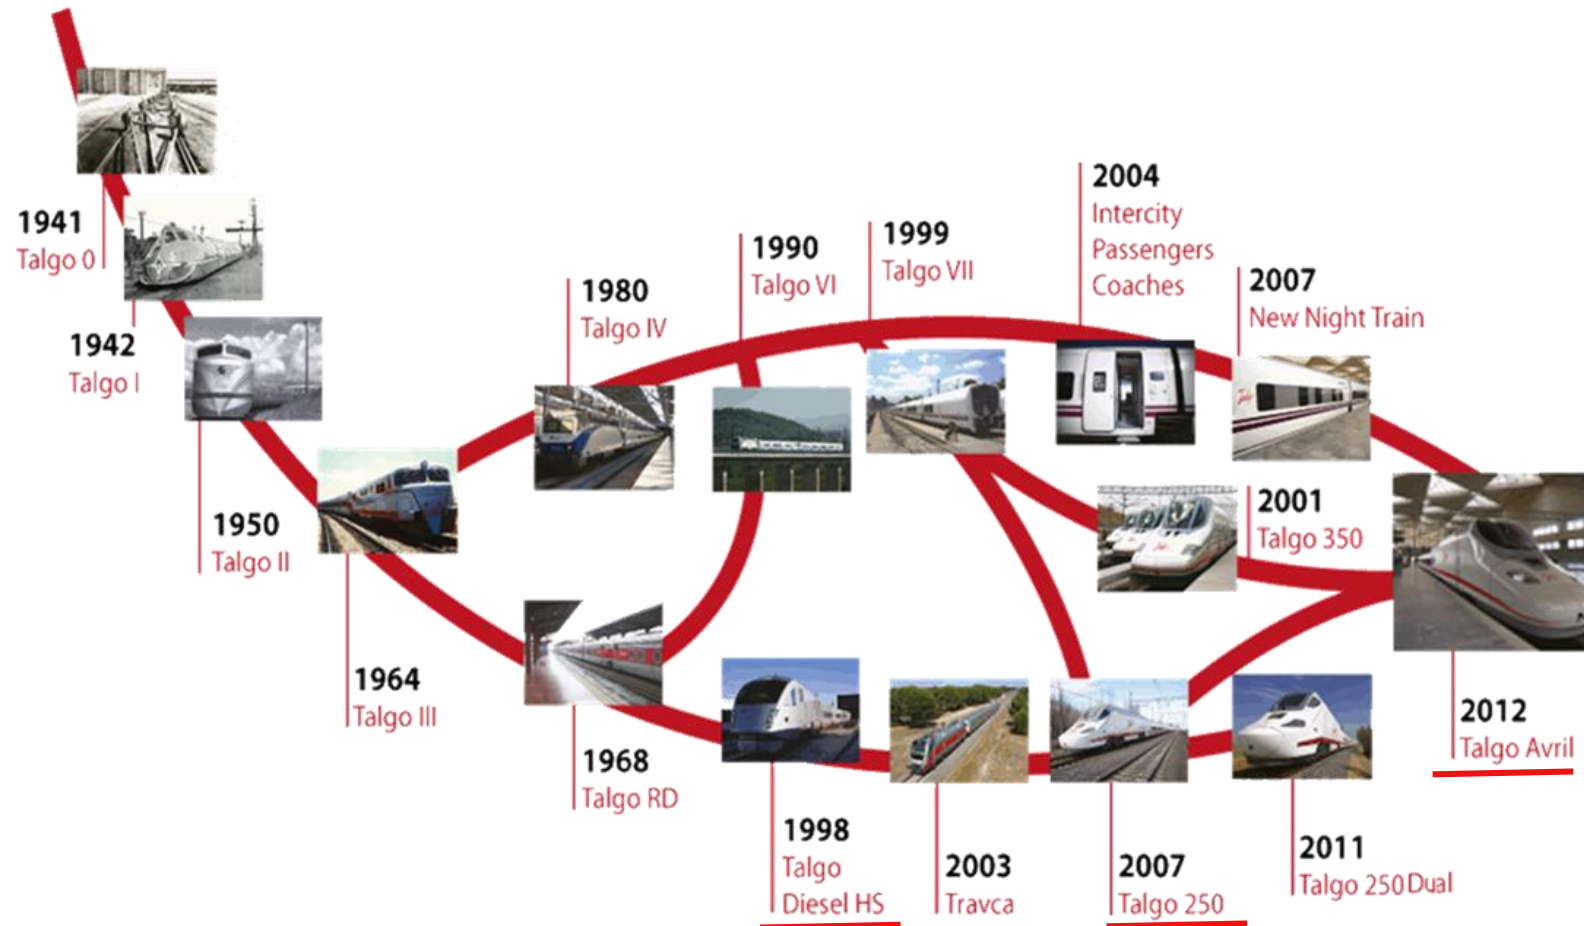 1941
Talgo 0
1942
Talgo I
1950
Talgo II
1964
Talgo III
1968
Talgo RD
1980
Talgo IV
1990
Talgo VI
1998
Talgo
Diesel HS
1999
Talgo VII
2001
Talgo 350
2003
Travca
2004
Intercity
Passengers
Coaches
2007
New Night Train
2007
Talgo 250
2011
Talgo 250 Dual
2012
Talgo Avril